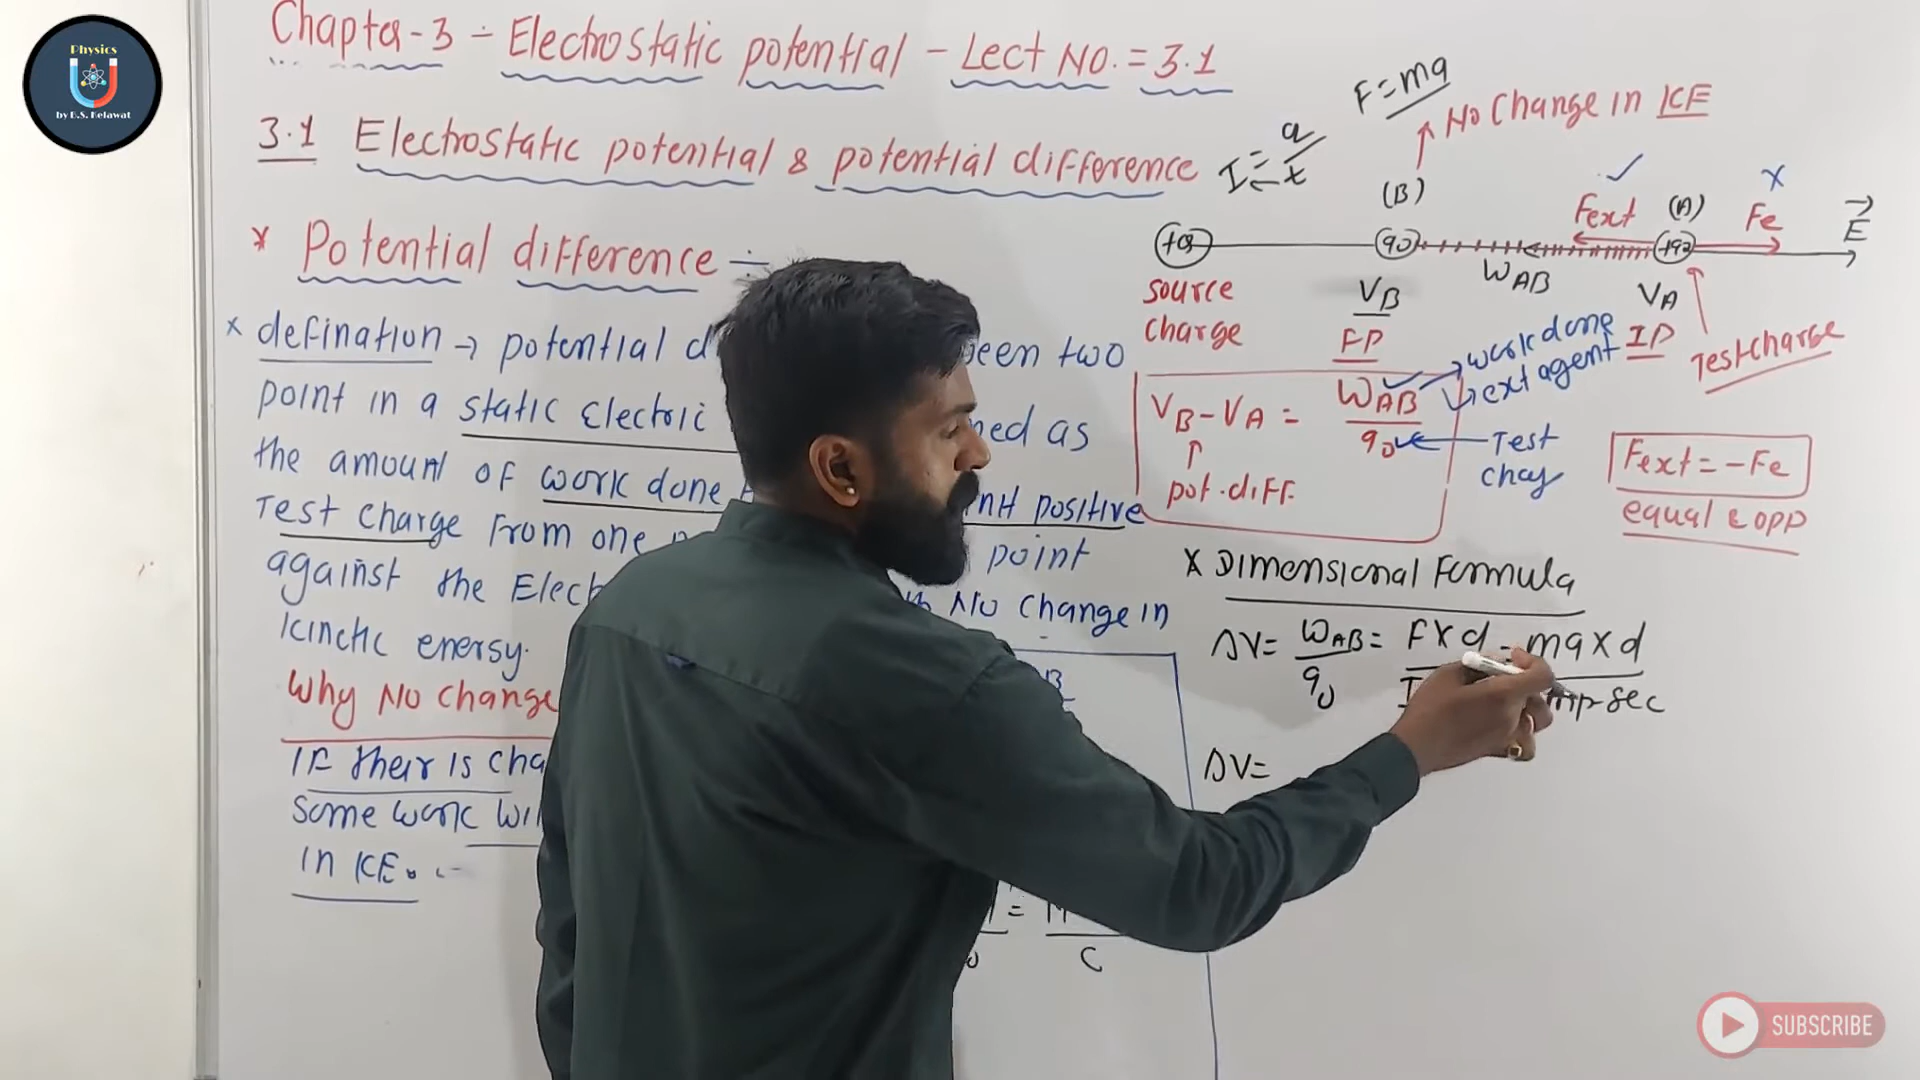 Physics
by B.S. Kelawat
Chapter-3 ÷ Electrostatic potential - Lect NO. = 3.1
3.1 Electrostatic potential & potential difference
* Potential difference ÷
x defination → potential d een two
point in a static Electric ned as
the amount of work done positive
Test charge From one point
against the Elect No change in
kinetic energy.
Why No Change
IF their is cha
Some work wil
in KE.
F = ma
I = q/t
No Change in KE
(B)
Fext (A) Fe E
+q q0 +q0
WAB
source
charge
VB
FP
VA
IP
Test charge
VB - VA = WAB/q0
work done
ext agent
Test
chay
pot. diFF.
Fext = -Fe
equal & opp
x Dimensional Formula
ΔV = WAB/q0 = F x d = ma x d
I
mp-sec
ΔV =
B
=
C
SUBSCRIBE